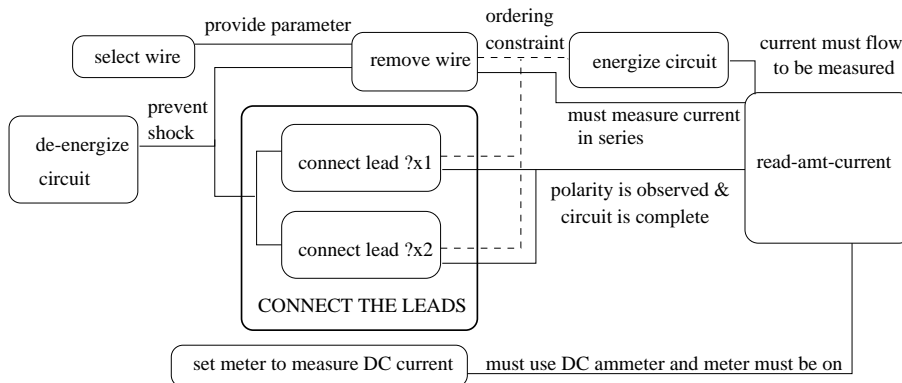 provide parameter
select wire
ordering
constraint
remove wire
energize circuit
current must flow
to be measured
prevent
shock
must measure current
in series
de-energize
circuit
connect lead ?x1
read-amt-current
polarity is observed &
circuit is complete
connect lead ?x2
CONNECT THE LEADS
set meter to measure DC current
must use DC ammeter and meter must be on